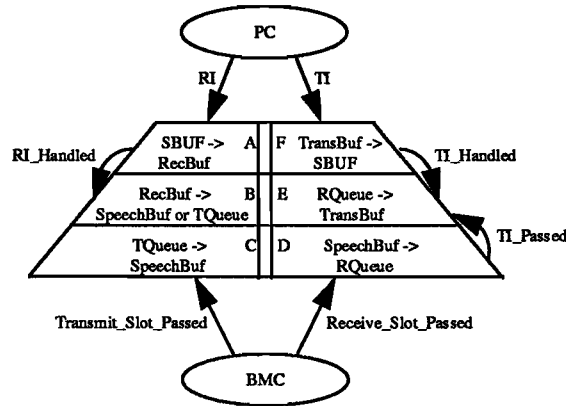 PC
RI
TI
SBUF -> A
RecBuf
F TransBuf ->
SBUF
RI_Handled
TI_Handled
RecBuf -> B
SpeechBuf or TQueue
E RQueue ->
TransBuf
TI_Passed
TQueue -> C
SpeechBuf
D SpeechBuf ->
RQueue
Transmit_Slot_Passed
Receive_Slot_Passed
BMC